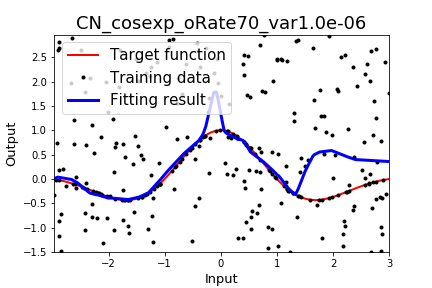 CN_cosexp_oRate70_var1.0e-06
Target function
Training data
Fitting result
Output
2.5
2.0
1.5
1.0
0.5
0.0
−0.5
−1.0
−1.5
−2
−1
0
1
2
3
Input